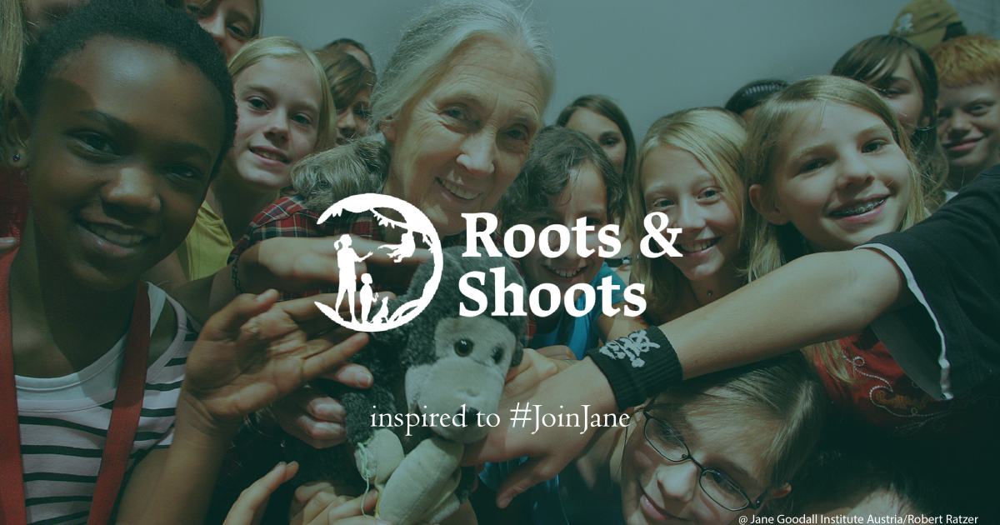 Roots &
Shoots
inspired to #JoinJane
@ Jane Goodall Institute Austria/Robert Ratzer